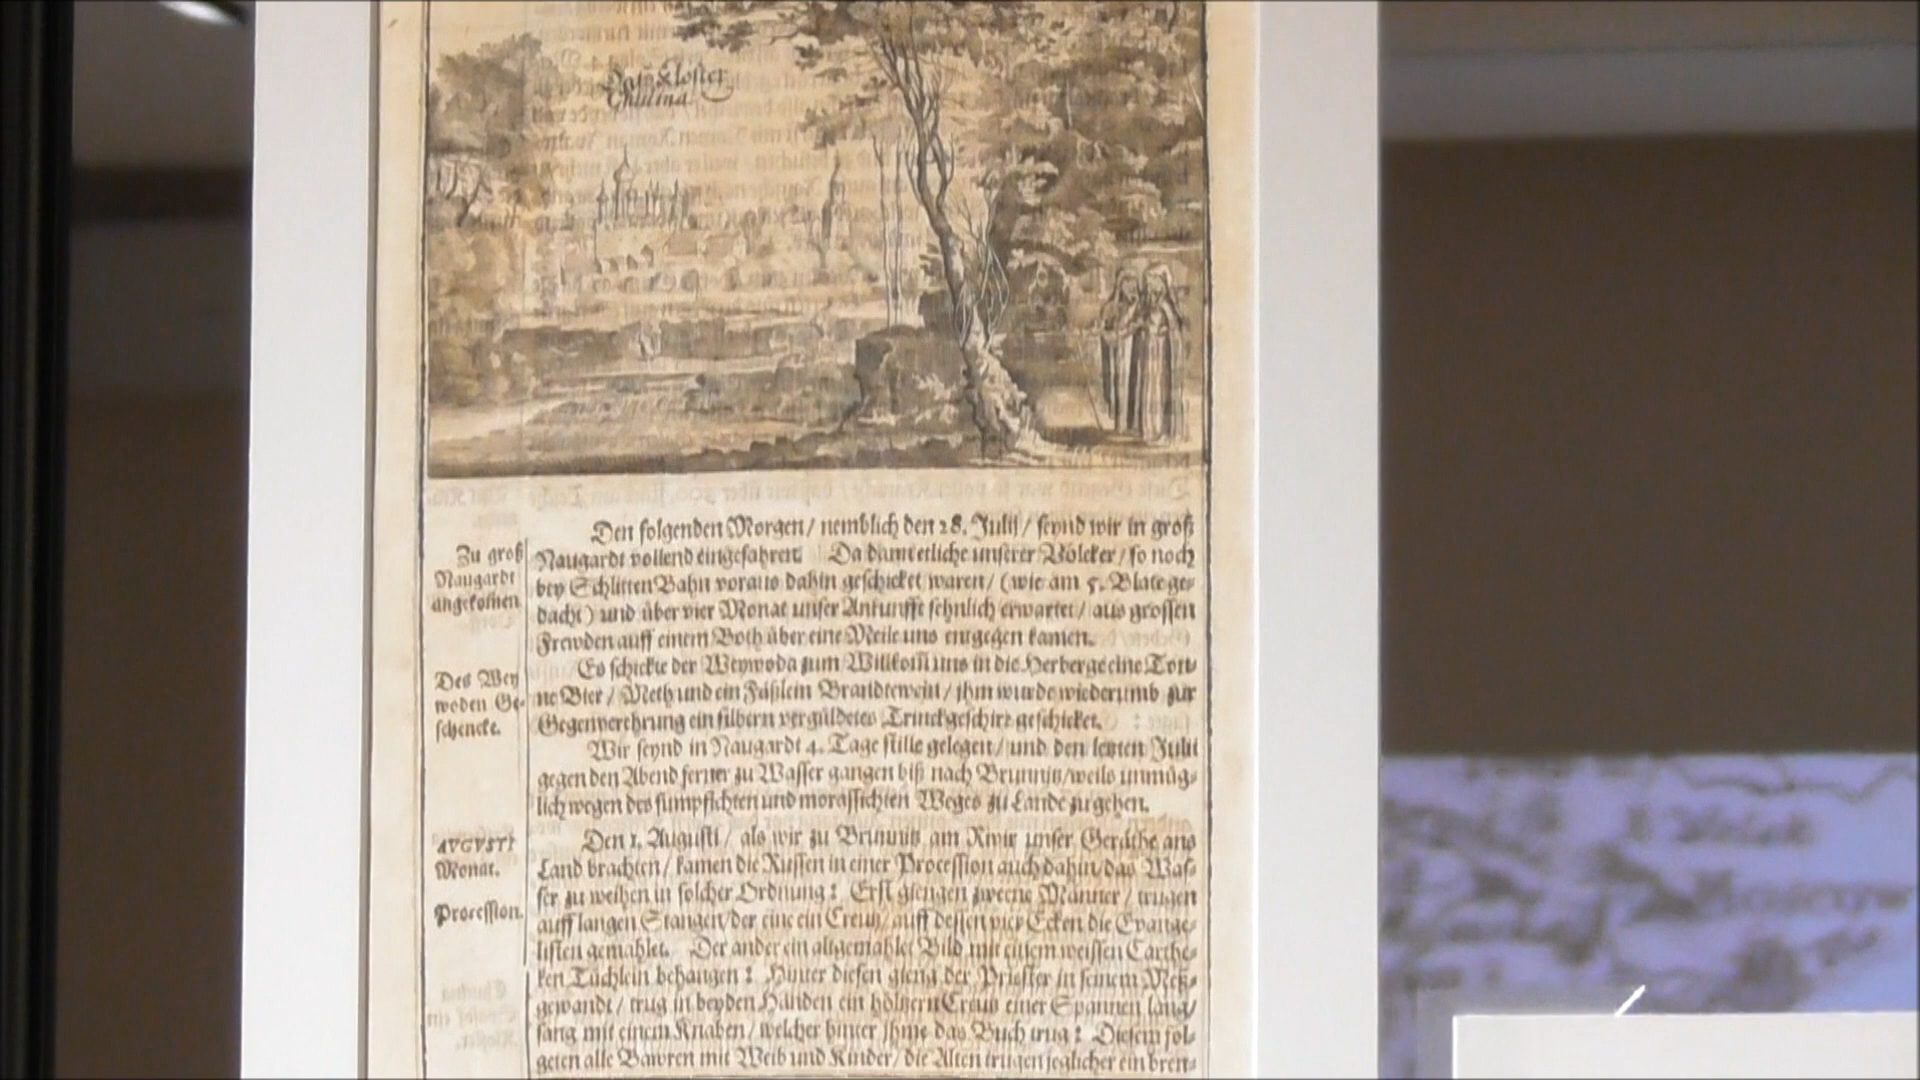 Das Kloster
Chutina
Den folgenden Morgen / nemblich den 28. Julij / seynd wir in groß
Naugardt vollend eingefahren. Da dann etliche unserer Völcker / so noch
bey Schlitten Bahn voraus dahin geschicket waren / (wie am 5. Blate ge-
dacht) und über vier Monat unser Ankunfft sehnlich erwartet / aus grossen
Frewden auff einem Both über eine Meile uns entgegen kamen.
Es schickte der Weywoda zum Willkom̃ uns in die Herberge eine Ton-
ne Bier / Meth und ein Fäßlein Brandtewein / ihm wurde wiederumb zur
Gegenverehrung ein silbern vergüldetes Trinckgeschirr geschicket.
Wir seynd in Naugardt 4. Tage stille gelegen / und den letzten Julii
gegen den Abend ferner zu Wasser gangen biß nach Brunnitz / weils unmüg-
lich wegen des sumpfichten und morassichten Weges zu Lande zu gehen.
Den 1. Augusti / als wir zu Brunnitz am Rivir unser Geräthe ans
Land brachten / kamen die Russen in einer Procession auch dahin / das Was-
ser zu weihen in solcher Ordnung: Erst giengen zweene Männer / trugen
auff langen Stangen / der eine ein Creutz / auff dessen vier Ecken die Evange-
listen gemahlet. Der ander ein altgemahlet Bild mit einem weissen Carthe-
ken Tüchlein behangen: Hinter diesen gieng der Priester in seinem Meß-
gewandt / trug in beyden Händen ein höltzern Creutz einer Spannen lang /
sang mit einem Knaben / welcher hinter ihme das Buch trug: Diesem fol-
geten alle Bawren mit Weib und Kinder / die Alten trugen jeglicher ein bren-
Zu groß
Naugardt
angekom̃en
Des Wey
woden Ge-
schencke.
AVGVSTI
Monat.
Procession.